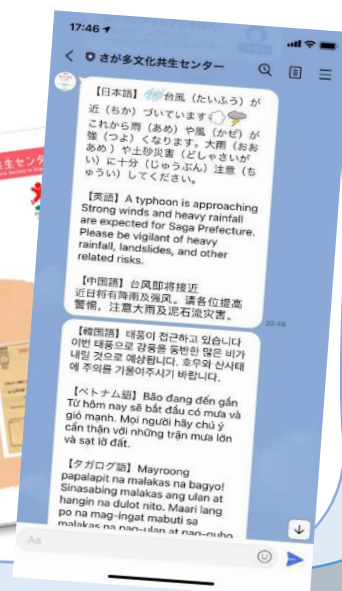 17:46
さが多文化共生センター
【日本語】台風（たいふう）が
近（ちか）づいています
これから雨（あめ）や風（かぜ）が
強（つよ）くなります。大雨（おお
あめ）や土砂災害（どしゃさいが
い）に十分（じゅうぶん）注意（ち
ゅうい）してください。
【英語】A typhoon is approaching
Strong winds and heavy rainfall
are expected for Saga Prefecture.
Please be vigilant of heavy
rainfall, landslides, and other
related risks.
【中国語】台风即将接近
近日将有降雨及强风。请各位提高
警惕，注意大雨及泥石流灾害。
20:48
【韓国語】태풍이 접근하고 있습니다
이번 태풍으로 강풍을 동반한 많은 비가
내릴 것으로 예상됩니다. 호우와 산사태
에 주의를 기울여주시기 바랍니다.
【ベトナム語】Bão đang đến gần
Từ hôm nay sẽ bắt đầu có mưa và
gió mạnh. Mọi người hãy chú ý
cẩn thận với những trận mưa lớn
và sạt lở đất.
【タガログ語】Mayroong
papalapit na malakas na bagyo!
Sinasabing malakas ang ulan at
hangin na dulot nito. Maari lang
po na mag-ingat mabuti sa
malakas na pag-ulan at pag-guho
Aa